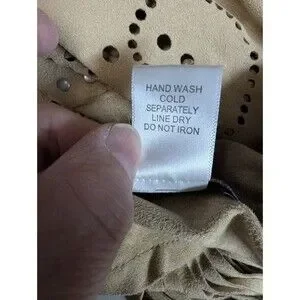 HAND WASH
COLD
SEPARATELY
LINE DRY
DO NOT IRON